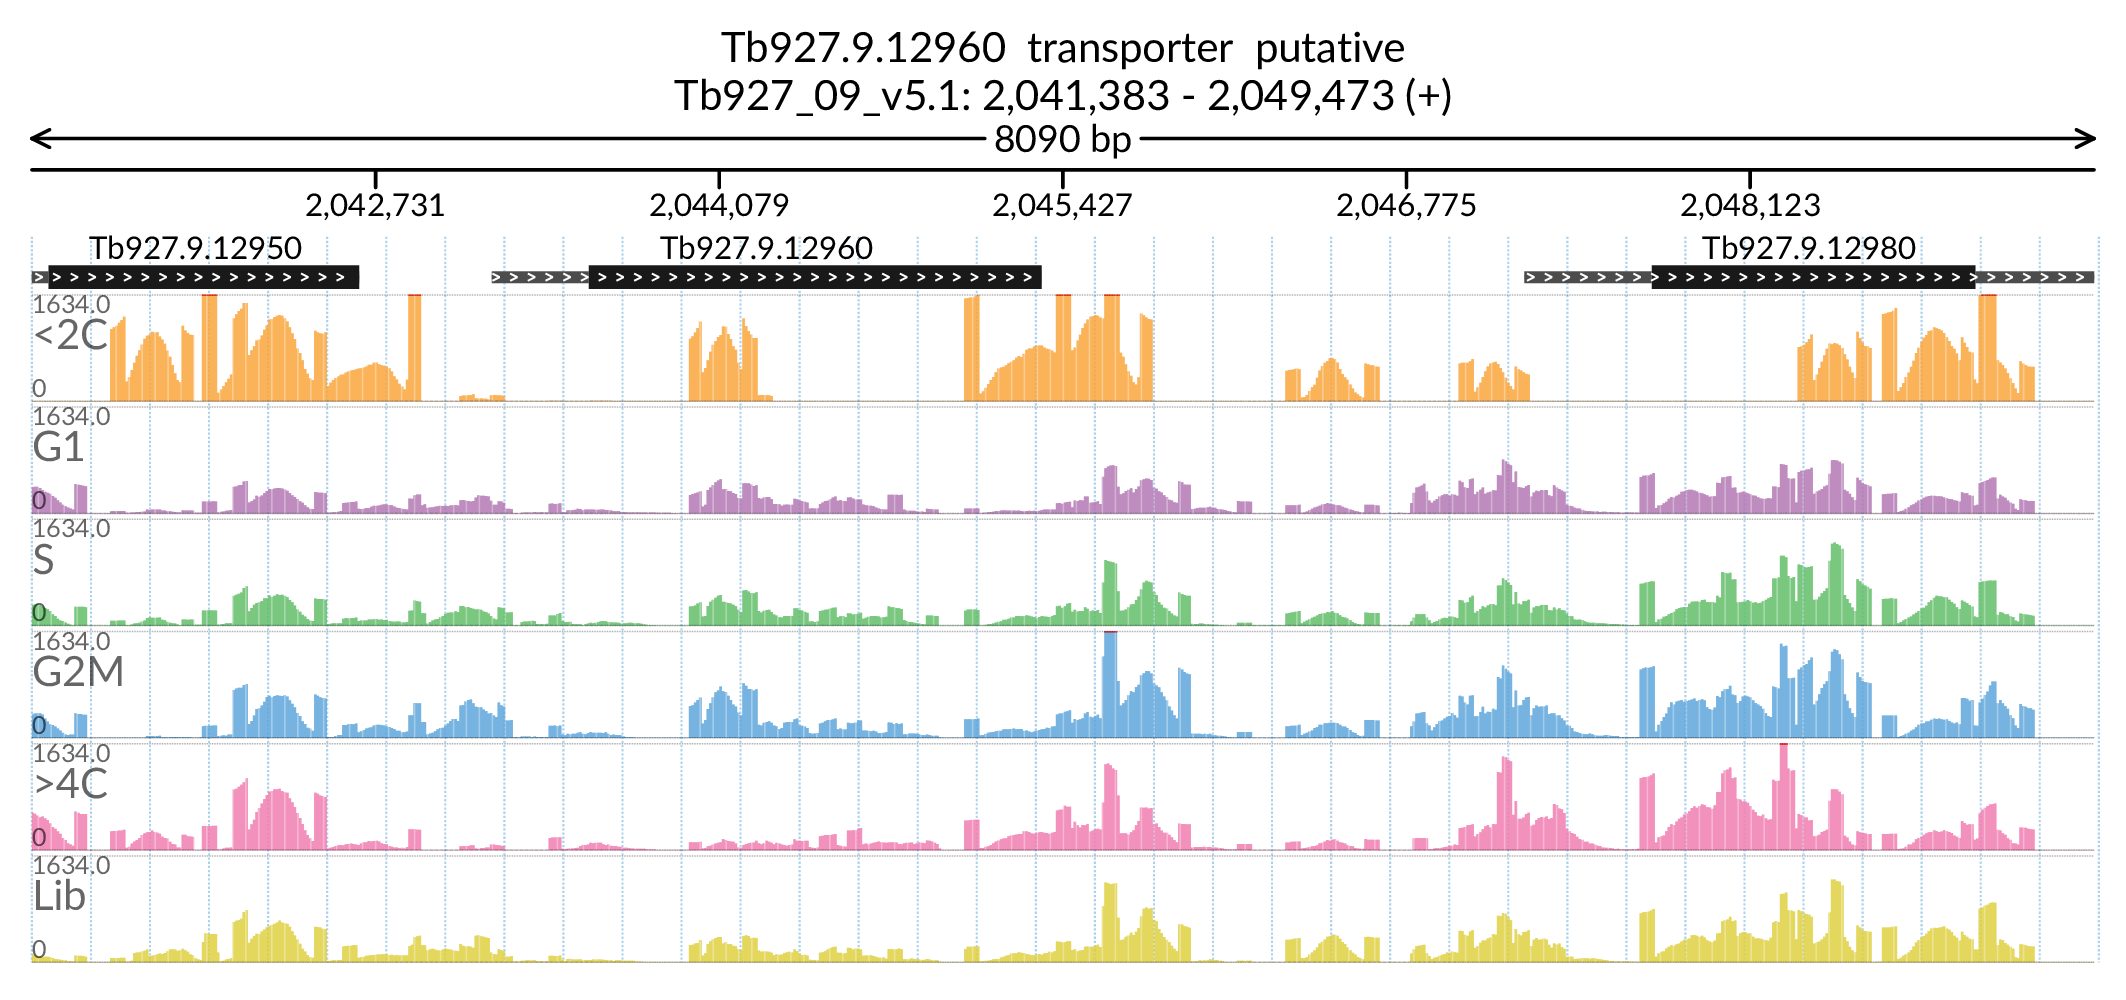 Tb927.9.12960 transporter putative
Tb927_09_v5.1: 2,041,383 - 2,049,473 (+)
8090 bp
2,042,731 2,044,079 2,045,427 2,046,775 2,048,123
Tb927.9.12950 Tb927.9.12960 Tb927.9.12980
1634.0
<2C
0
1634.0
G1
0
1634.0
S
0
1634.0
G2M
0
1634.0
>4C
0
1634.0
Lib
0